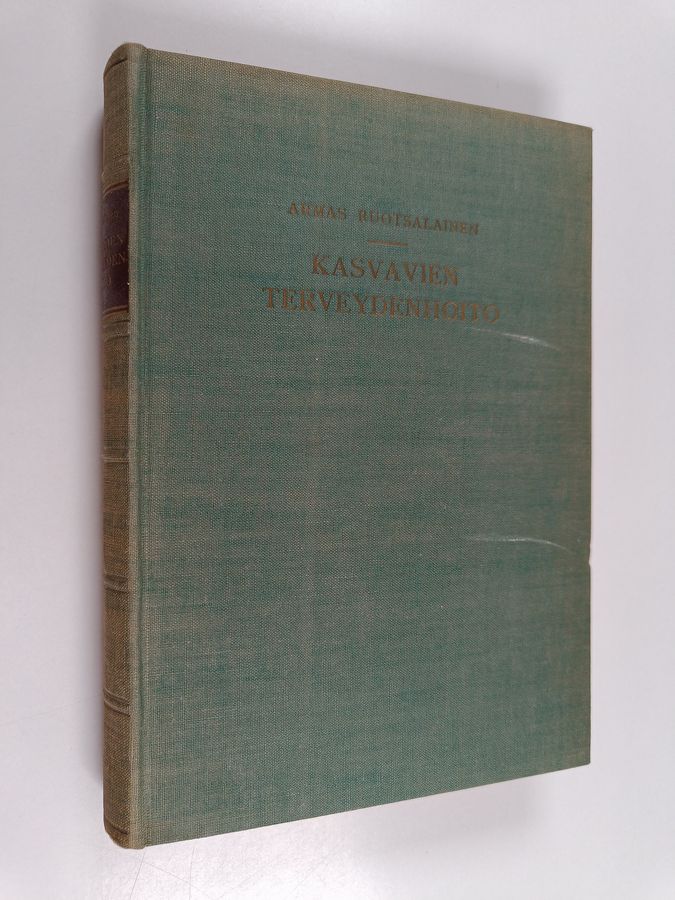 ARMAS RUOTSALAINEN
KASVAVIEN
TERVEYDENHOITO